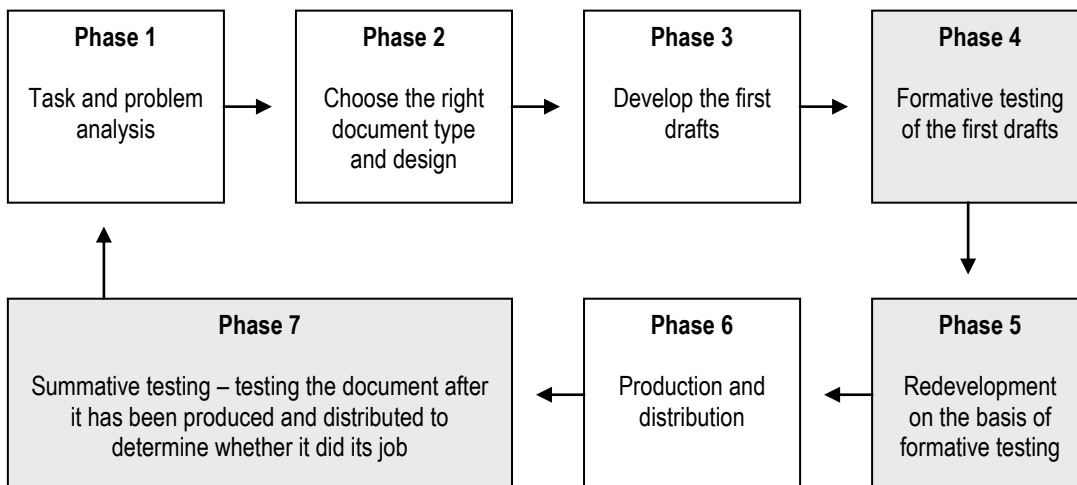 Phase 1
Task and problem
analysis
Phase 2
Choose the right
document type
and design
Phase 3
Develop the first
drafts
Phase 4
Formative testing
of the first drafts
Phase 5
Redevelopment
on the basis of
formative testing
Phase 6
Production and
distribution
Phase 7
Summative testing – testing the document after
it has been produced and distributed to
determine whether it did its job